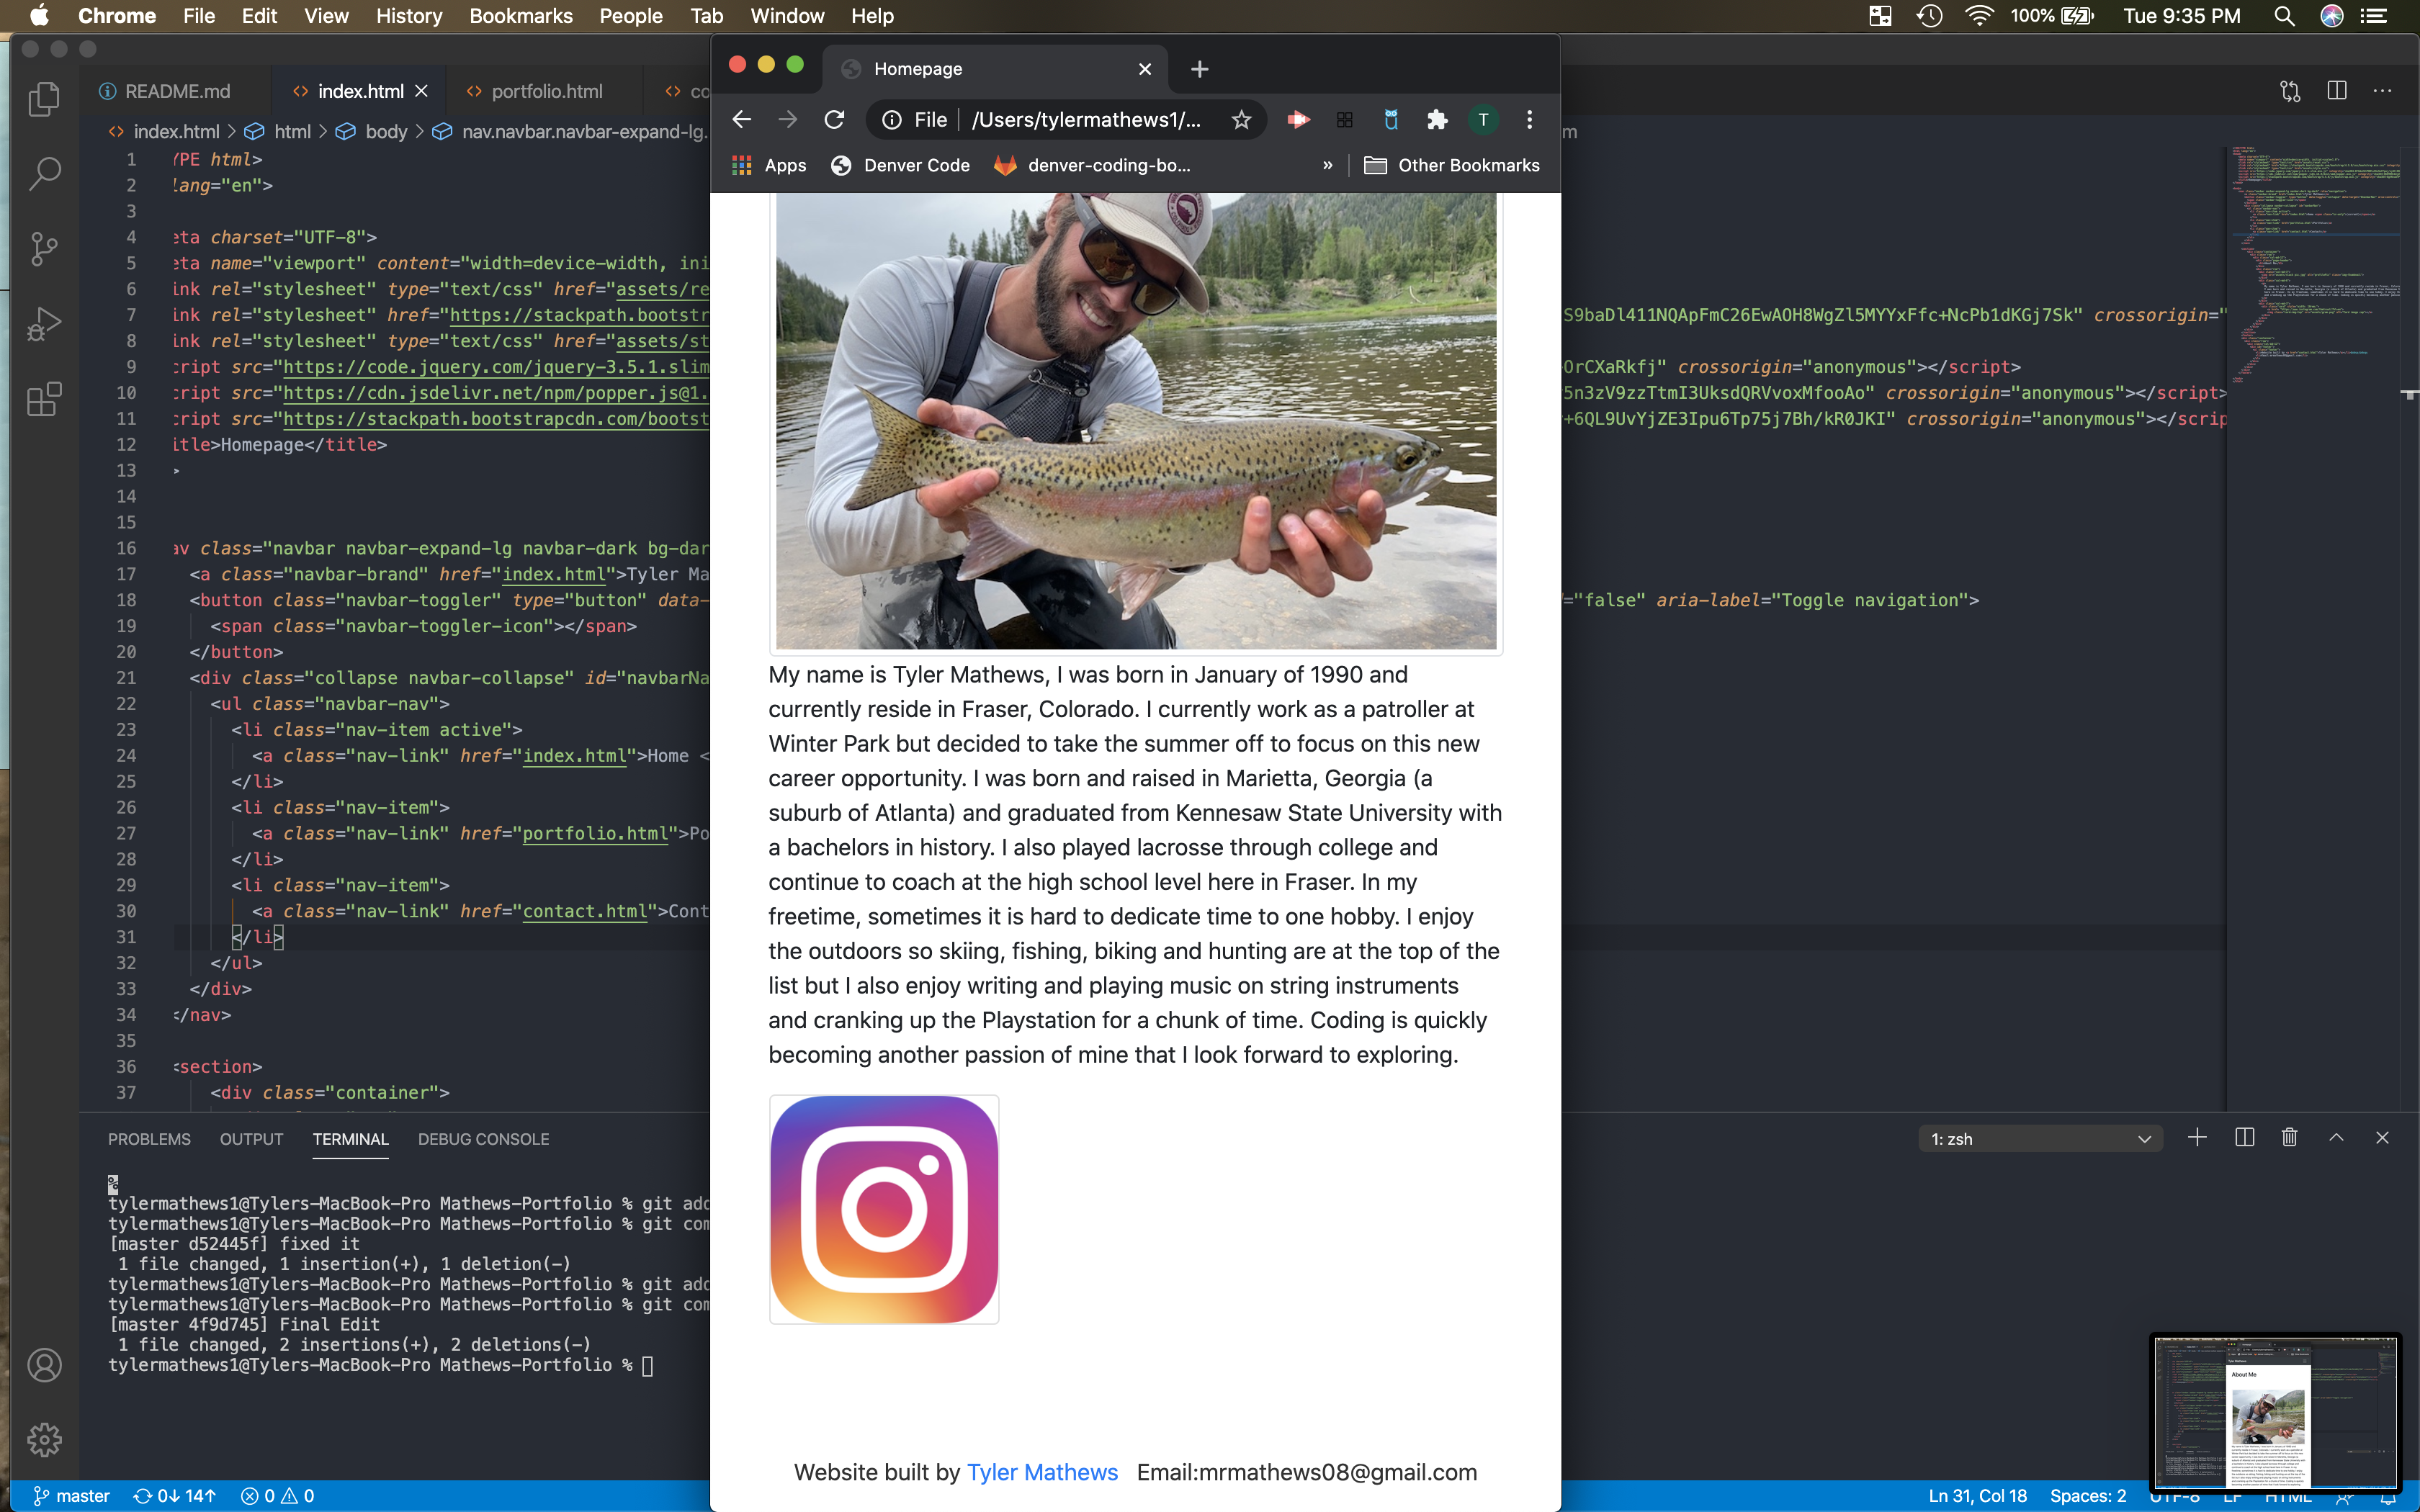 Chrome File Edit View History Bookmarks People Tab Window Help 100% Tue 9:35 PM
README.md index.html portfolio.html co
index.html > html > body > nav.navbar.navbar-expand-lg. m
Homepage
File /Users/tylermathews1/...
T
Apps Denver Code denver-coding-bo... » Other Bookmarks
1 YPE html>
2 lang="en">
3
4 eta charset="UTF-8">
5 eta name="viewport" content="width=device-width, ini
6 ink rel="stylesheet" type="text/css" href="assets/re
7 ink rel="stylesheet" href="https://stackpath.bootstr S9baDl411NQApFmC26EwAOH8WgZl5MYYxFfc+NcPb1dKGj7Sk" crossorigin="
8 ink rel="stylesheet" type="text/css" href="assets/st
9 cript src="https://code.jquery.com/jquery-3.5.1.slim OrCXaRkfj" crossorigin="anonymous"></script>
10 cript src="https://cdn.jsdelivr.net/npm/popper.js@1. 5n3zV9zzTtmI3UksdQRVvoxMfooAo" crossorigin="anonymous"></script>
11 cript src="https://stackpath.bootstrapcdn.com/bootst +6QL9UvYjZE3Ipu6Tp75j7Bh/kR0JKI" crossorigin="anonymous"></scrip
12 itle>Homepage</title>
13 >
14
15
16 av class="navbar navbar-expand-lg navbar-dark bg-dar
17 <a class="navbar-brand" href="index.html">Tyler Ma
18 <button class="navbar-toggler" type="button" data- ="false" aria-label="Toggle navigation">
19 <span class="navbar-toggler-icon"></span>
20 </button>
21 <div class="collapse navbar-collapse" id="navbarNa
22 <ul class="navbar-nav">
23 <li class="nav-item active">
24 <a class="nav-link" href="index.html">Home <
25 </li>
26 <li class="nav-item">
27 <a class="nav-link" href="portfolio.html">Po
28 </li>
29 <li class="nav-item">
30 <a class="nav-link" href="contact.html">Cont
31 </li>
32 </ul>
33 </div>
34 </nav>
35
36 <section>
37 <div class="container">
My name is Tyler Mathews, I was born in January of 1990 and
currently reside in Fraser, Colorado. I currently work as a patroller at
Winter Park but decided to take the summer off to focus on this new
career opportunity. I was born and raised in Marietta, Georgia (a
suburb of Atlanta) and graduated from Kennesaw State University with
a bachelors in history. I also played lacrosse through college and
continue to coach at the high school level here in Fraser. In my
freetime, sometimes it is hard to dedicate time to one hobby. I enjoy
the outdoors so skiing, fishing, biking and hunting are at the top of the
list but I also enjoy writing and playing music on string instruments
and cranking up the Playstation for a chunk of time. Coding is quickly
becoming another passion of mine that I look forward to exploring.
Website built by Tyler Mathews Email:mrmathews08@gmail.com
PROBLEMS OUTPUT TERMINAL DEBUG CONSOLE 1: zsh
%
tylermathews1@Tylers-MacBook-Pro Mathews-Portfolio % git add
tylermathews1@Tylers-MacBook-Pro Mathews-Portfolio % git com
[master d52445f] fixed it
1 file changed, 1 insertion(+), 1 deletion(-)
tylermathews1@Tylers-MacBook-Pro Mathews-Portfolio % git add
tylermathews1@Tylers-MacBook-Pro Mathews-Portfolio % git com
[master 4f9d745] Final Edit
1 file changed, 2 insertions(+), 2 deletions(-)
tylermathews1@Tylers-MacBook-Pro Mathews-Portfolio %
About Me
master 0↓ 14↑ 0 0 Ln 31, Col 18 Spaces: 2 UTF-8 LF HTML